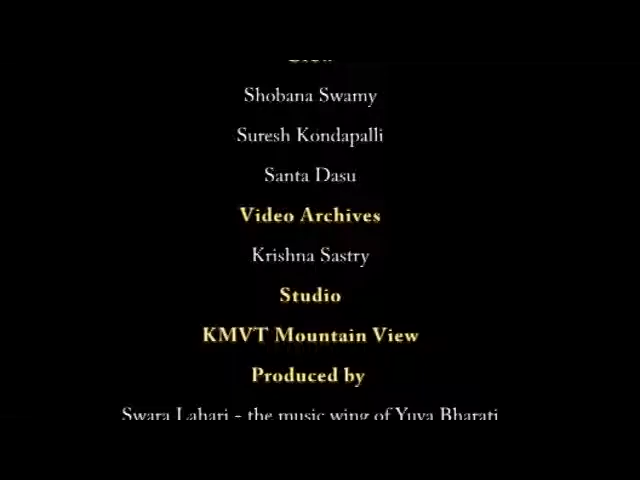 Shobana Swamy
Suresh Kondapalli
Santa Dasu
Video Archives
Krishna Sastry
Studio
KMVT Mountain View
Produced by
Swara Lahari - the music wing of Yuva Bharati